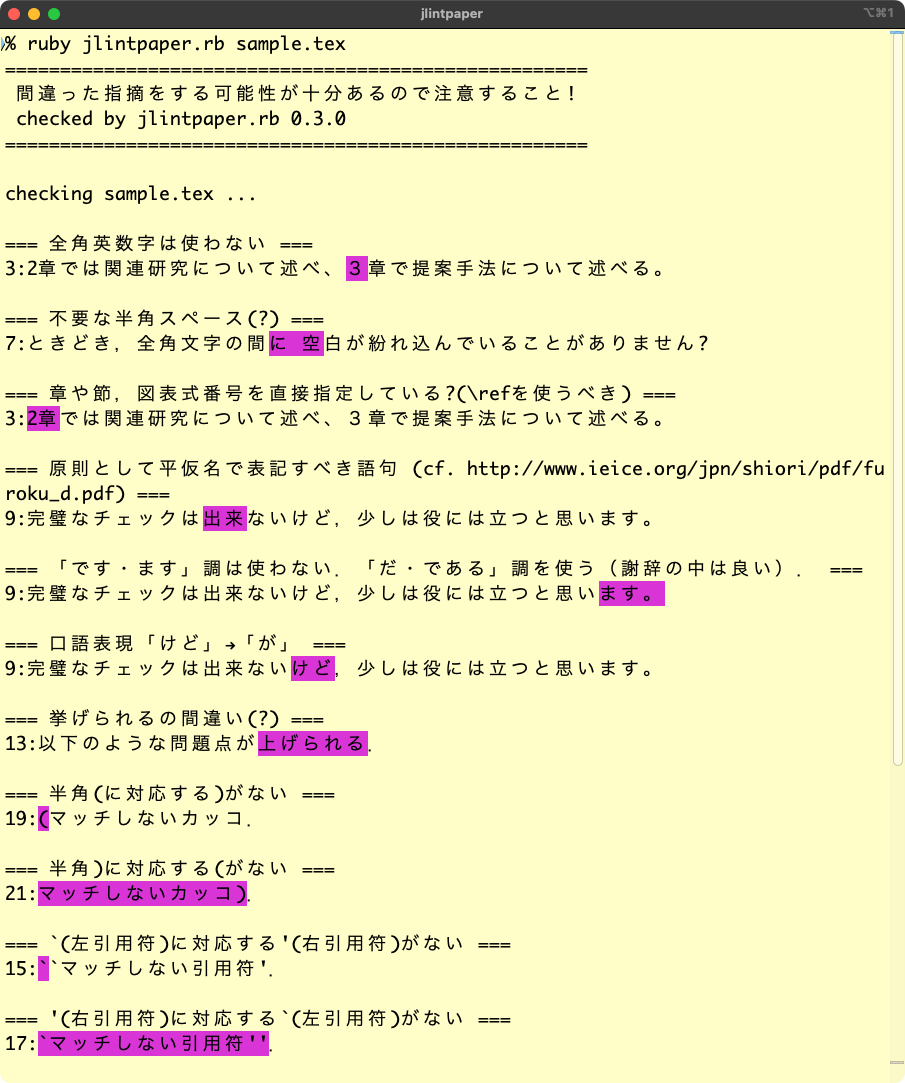 jlintpaper
⌥⌘1
% ruby jlintpaper.rb sample.tex
=====================================================
間違った指摘をする可能性が十分あるので注意すること!
checked by jlintpaper.rb 0.3.0
=====================================================
checking sample.tex ...
=== 全角英数字は使わない ===
3:2章では関連研究について述べ、３章で提案手法について述べる。
=== 不要な半角スペース(?) ===
7:ときどき，全角文字の間に 空白が紛れ込んでいることがありません?
=== 章や節，図表式番号を直接指定している?(\refを使うべき) ===
3:2章では関連研究について述べ、３章で提案手法について述べる。
=== 原則として平仮名で表記すべき語句 (cf. http://www.ieice.org/jpn/shiori/pdf/fu
roku_d.pdf) ===
9:完璧なチェックは出来ないけど，少しは役には立つと思います。
=== 「です・ます」調は使わない．「だ・である」調を使う（謝辞の中は良い）． ===
9:完璧なチェックは出来ないけど，少しは役には立つと思います。
=== 口語表現「けど」→「が」 ===
9:完璧なチェックは出来ないけど，少しは役には立つと思います。
=== 挙げられるの間違い(?) ===
13:以下のような問題点が上げられる．
=== 半角(に対応する)がない ===
19:(マッチしないカッコ．
=== 半角)に対応する(がない ===
21:マッチしないカッコ)．
=== `(左引用符)に対応する'(右引用符)がない ===
15:``マッチしない引用符'．
=== '(右引用符)に対応する`(左引用符)がない ===
17:`マッチしない引用符''．